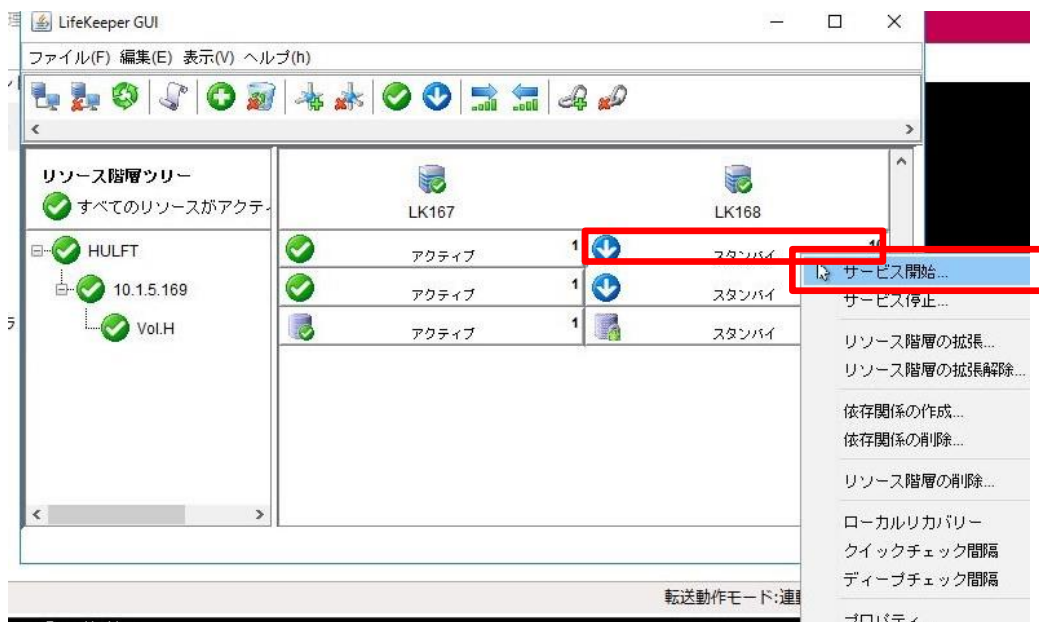 LifeKeeper GUI
ファイル(F) 編集(E) 表示(V) ヘルプ(h)
リソース階層ツリー
すべてのリソースがアクティ
LK167
LK168
HULFT
アクティブ
1
スタンバイ
10
10.1.5.169
アクティブ
1
スタンバイ
Vol.H
アクティブ
1
スタンバイ
サービス開始...
サービス停止...
リソース階層の拡張...
リソース階層の拡張解除...
依存関係の作成...
依存関係の削除...
リソース階層の削除...
ローカルリカバリー
クイックチェック間隔
ディープチェック間隔
プロパティ
転送動作モード:連動